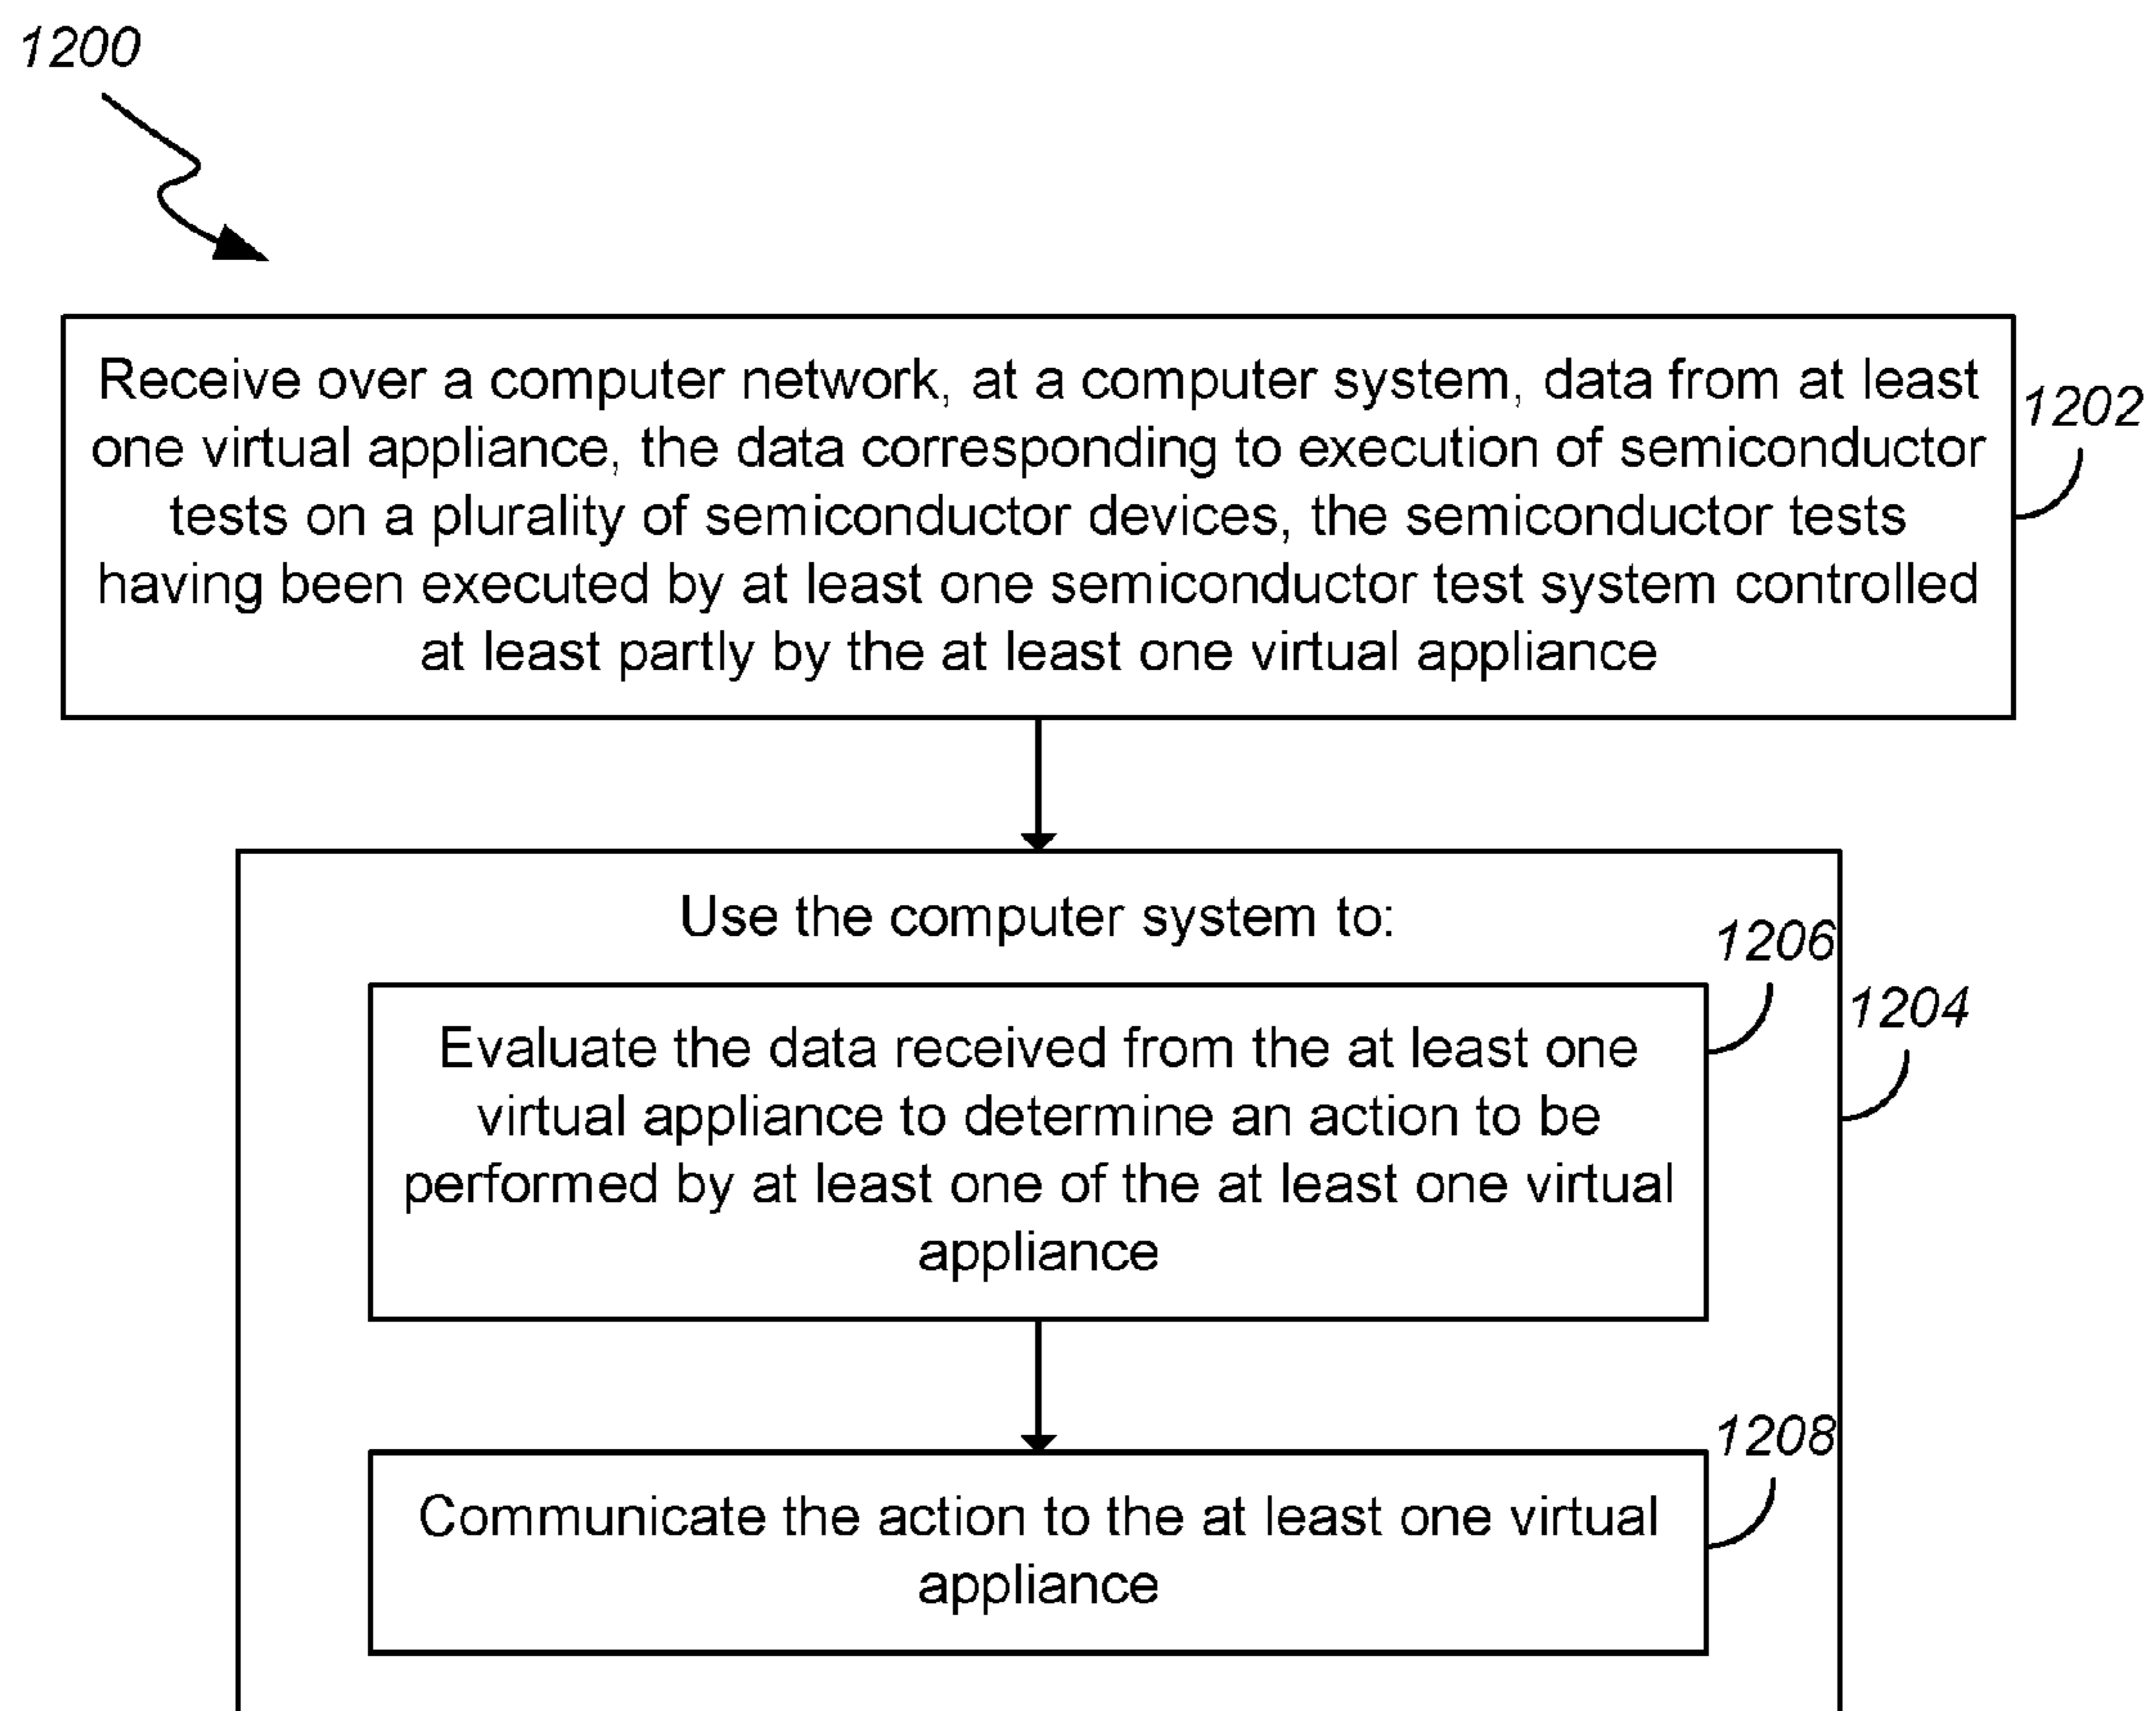 1200
Receive over a computer network, at a computer system, data from at least
one virtual appliance, the data corresponding to execution of semiconductor
tests on a plurality of semiconductor devices, the semiconductor tests
having been executed by at least one semiconductor test system controlled
at least partly by the at least one virtual appliance
1202
Use the computer system to:
1206
1204
Evaluate the data received from the at least one
virtual appliance to determine an action to be
performed by at least one of the at least one virtual
appliance
1208
Communicate the action to the at least one virtual
appliance